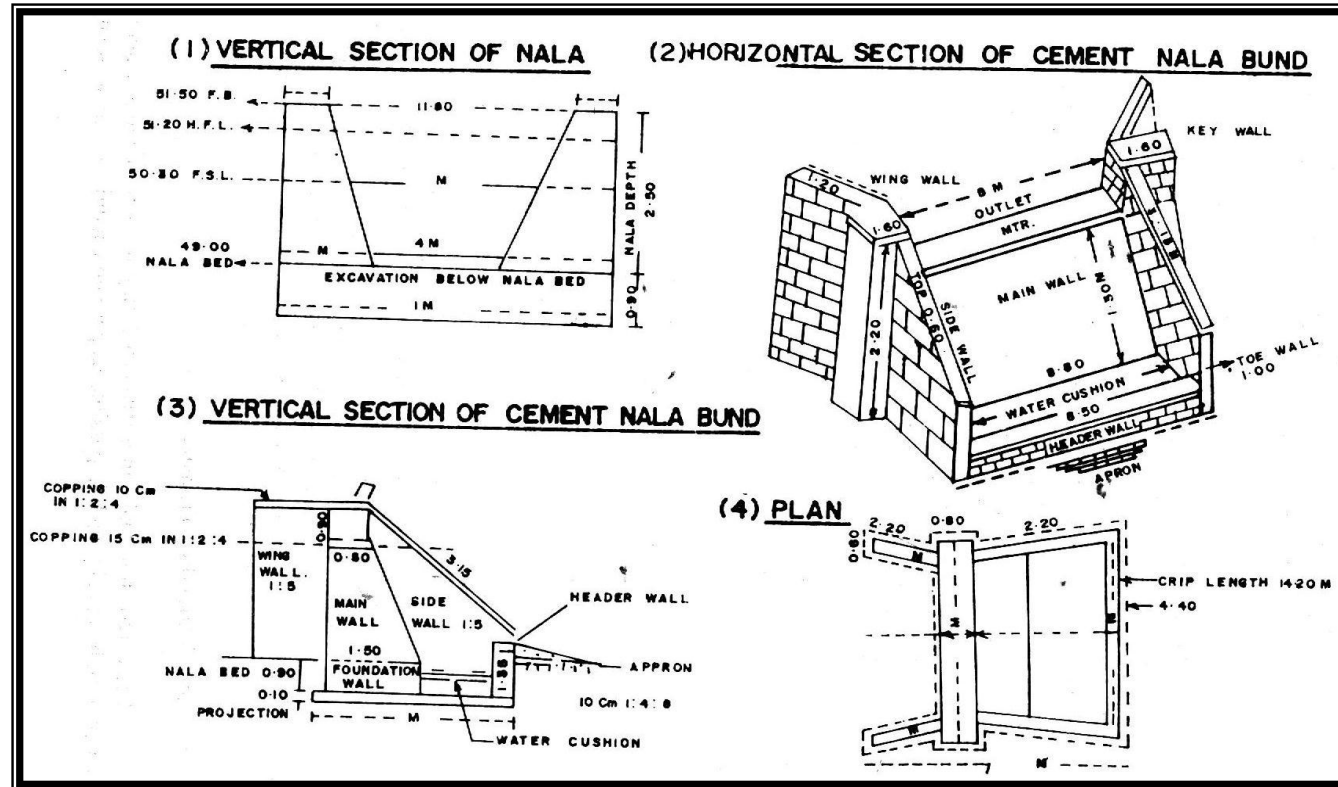 (1) VERTICAL SECTION OF NALA
51·50 F.B.
11·80
51·20 H.F.L.
50·80 F.S.L.
M
NALA DEPTH
2·50
49·00
M
4 M
NALA BED
EXCAVATION BELOW NALA BED
1 M
0·90
(2) HORIZONTAL SECTION OF CEMENT NALA BUND
KEY WALL
1·60
WING WALL
1·20
8 M
OUTLET
MTR.
1·60
3·15 M
MAIN WALL
1·50 M
TOP 0·60
SIDE WALL
2·20
8·80
TOE WALL
1·00
WATER CUSHION
8·50
HEADER WALL
APRON
(3) VERTICAL SECTION OF CEMENT NALA BUND
COPPING 10 Cm
IN 1:2:4
COPPING 15 Cm IN 1:2:4
0·90
0·80
3·15
WING
WALL.
1:5
HEADER WALL
MAIN
WALL
SIDE
WALL 1:5
1·50
NALA BED 0·90
FOUNDATION
WALL
APPRON
0·10
PROJECTION
10 Cm 1:4:8
M
WATER CUSHION
(4) PLAN
2·20
0·80
2·20
0·60
M
CRIP LENGTH 14·20 M
4·40
M
M
M
M